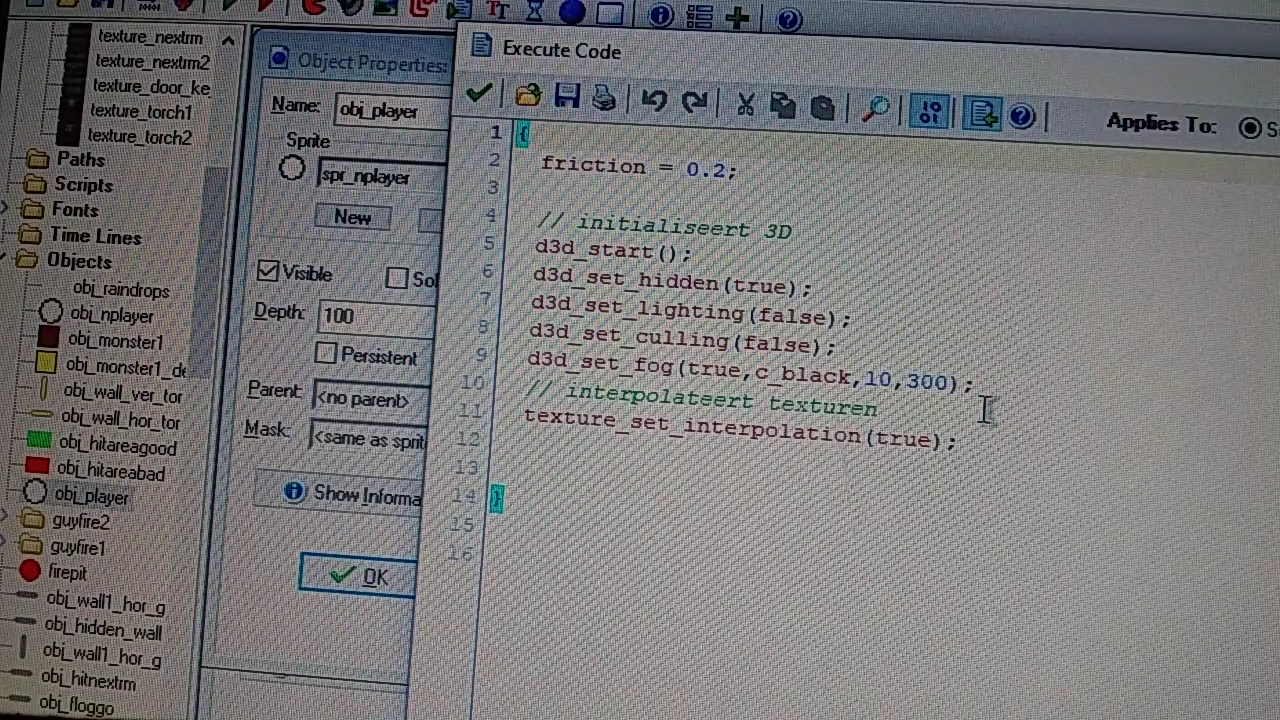 texture_nextrm
texture_nextrm2
texture_door_ke
texture_torch1
texture_torch2
Paths
Scripts
Fonts
Time Lines
Objects
obj_raindrops
obj_nplayer
obj_monster1
obj_monster1_de
obj_wall_ver_tor
obj_wall_hor_tor
obj_hitareagood
obj_hitareabad
obj_player
guyfire2
guyfire1
firepit
obj_wall1_hor_g
obj_hidden_wall
obj_wall1_hor_g
obj_hitnextrm
obj_floggo
Object Properties:
Name: obj_player
Sprite
spr_nplayer
New
Visible Sol
Depth: 100
Persistent
Parent: <no parent>
Mask: <same as sprit
Show Informa
OK
Execute Code
Applies To: S
1 {
2 friction = 0.2;
3
4 // initialiseert 3D
5 d3d_start();
6 d3d_set_hidden(true);
7 d3d_set_lighting(false);
8 d3d_set_culling(false);
9 d3d_set_fog(true,c_black,10,300);
10 // interpolateert texturen
11 texture_set_interpolation(true);
12
13
14 }
15
16